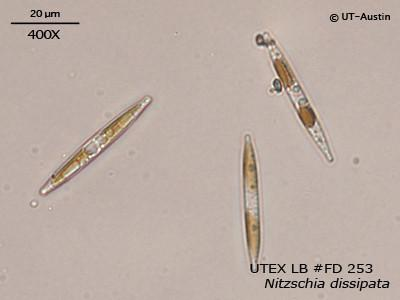 20 µm
400X
© UT-Austin
UTEX LB #FD 253
Nitzschia dissipata